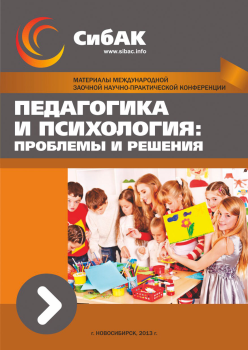 СибАК
www.sibac.info
МАТЕРИАЛЫ МЕЖДУНАРОДНОЙ
ЗАОЧНОЙ НАУЧНО-ПРАКТИЧЕСКОЙ КОНФЕРЕНЦИИ
ПЕДАГОГИКА
И ПСИХОЛОГИЯ:
ПРОБЛЕМЫ И РЕШЕНИЯ
г. НОВОСИБИРСК, 2013 г.